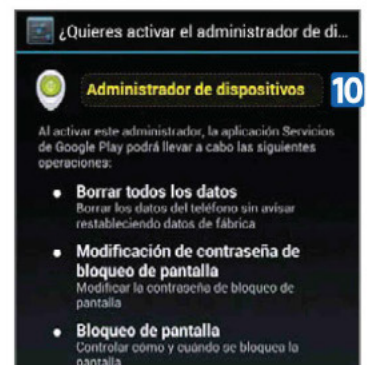 ¿Quieres activar el administrador de di...
Administrador de dispositivos
10
Al activar este administrador, la aplicación Servicios
de Google Play podrá llevar a cabo las siguientes
operaciones:
• Borrar todos los datos
Borrar los datos del teléfono sin avisar
restableciendo datos de fábrica
• Modificación de contraseña de
bloqueo de pantalla
Modificar la contraseña de bloqueo de
pantalla
• Bloqueo de pantalla
Controlar cómo y cuándo se bloquea la
pantalla